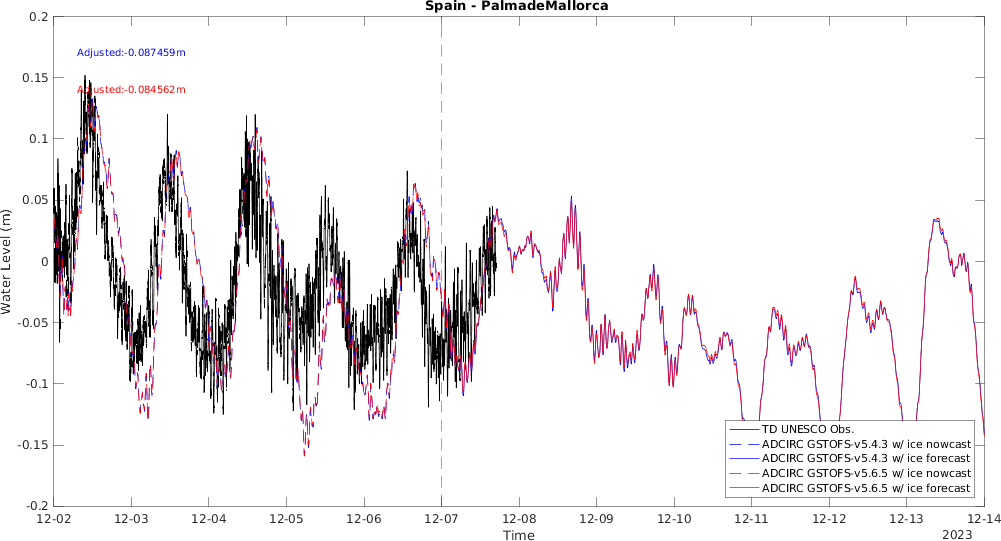 Spain - PalmadeMallorca
0.2
0.15
0.1
0.05
0
-0.05
-0.1
-0.15
-0.2
Water Level (m)
Adjusted:-0.087459m
Adjusted:-0.084562m
TD UNESCO Obs.
ADCIRC GSTOFS-v5.4.3 w/ ice nowcast
ADCIRC GSTOFS-v5.4.3 w/ ice forecast
ADCIRC GSTOFS-v5.6.5 w/ ice nowcast
ADCIRC GSTOFS-v5.6.5 w/ ice forecast
12-02 12-03 12-04 12-05 12-06 12-07 12-08 12-09 12-10 12-11 12-12 12-13 12-14
Time
2023